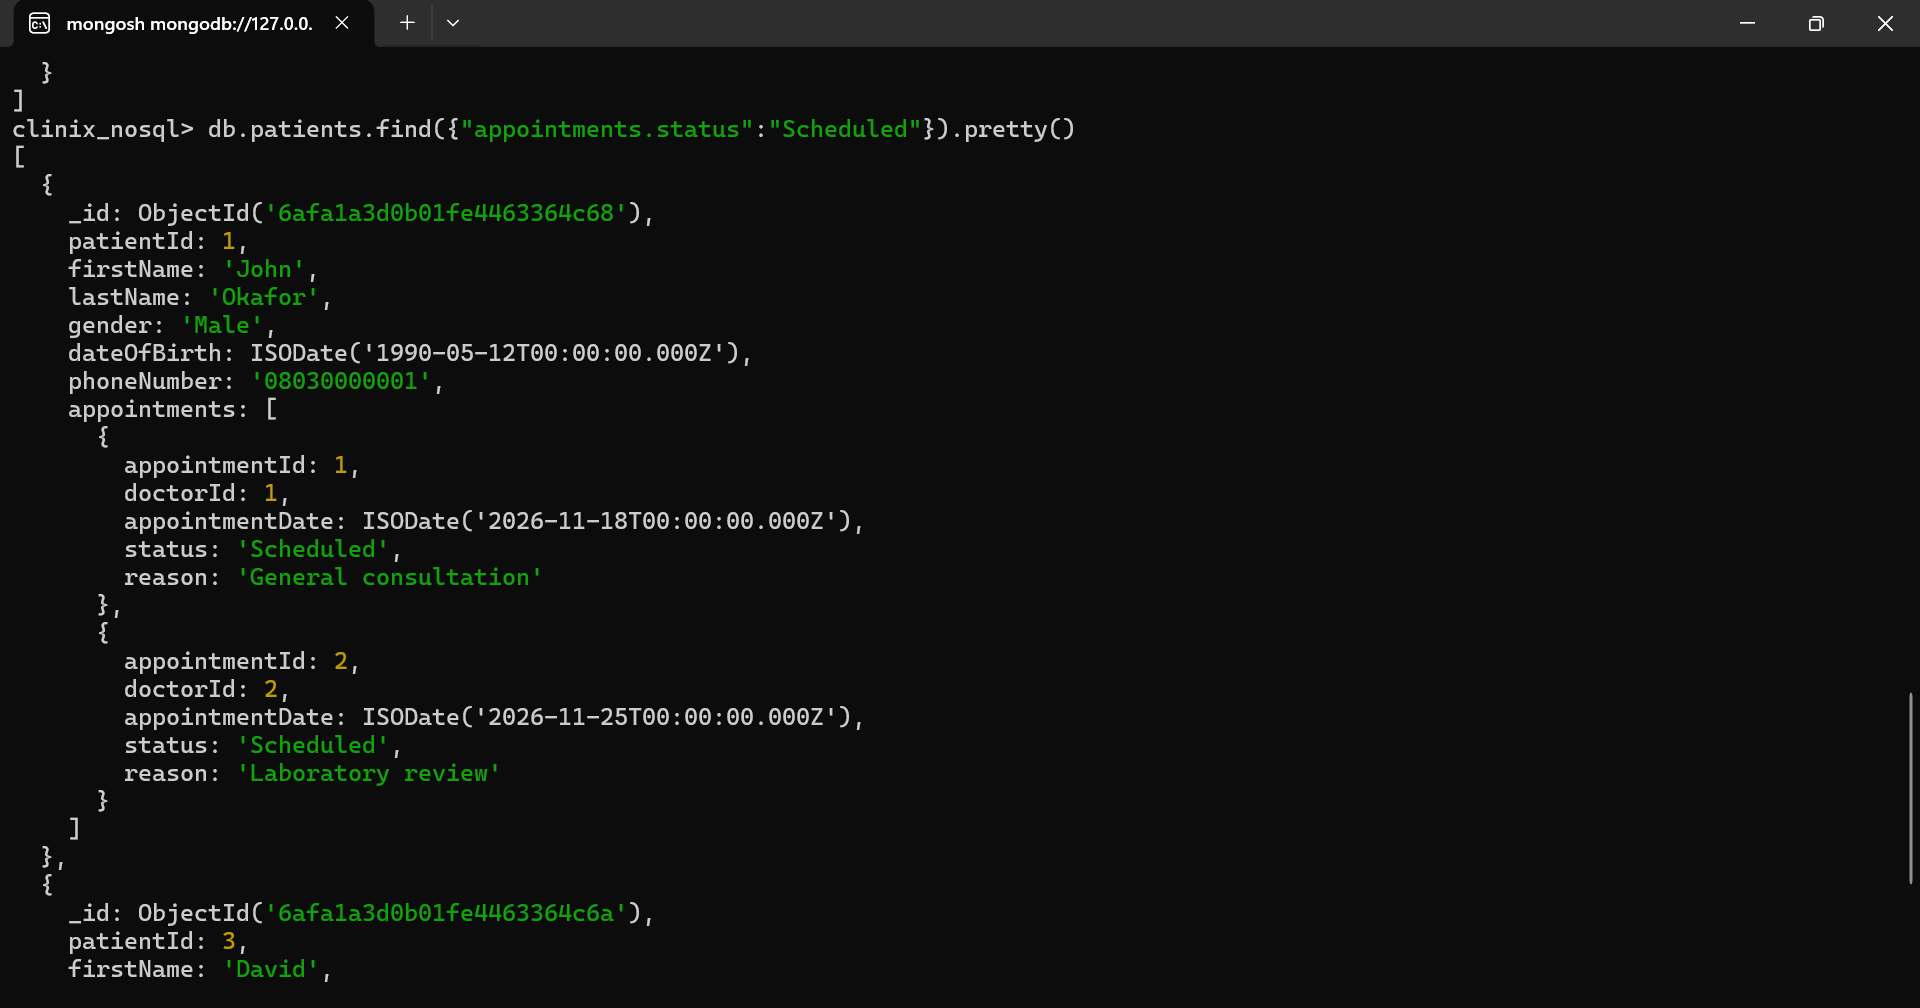 mongosh mongodb://127.0.0.
  }
]
clinix_nosql> db.patients.find({"appointments.status":"Scheduled"}).pretty()
[
  {
    _id: ObjectId('6afa1a3d0b01fe4463364c68'),
    patientId: 1,
    firstName: 'John',
    lastName: 'Okafor',
    gender: 'Male',
    dateOfBirth: ISODate('1990-05-12T00:00:00.000Z'),
    phoneNumber: '08030000001',
    appointments: [
      {
        appointmentId: 1,
        doctorId: 1,
        appointmentDate: ISODate('2026-11-18T00:00:00.000Z'),
        status: 'Scheduled',
        reason: 'General consultation'
      },
      {
        appointmentId: 2,
        doctorId: 2,
        appointmentDate: ISODate('2026-11-25T00:00:00.000Z'),
        status: 'Scheduled',
        reason: 'Laboratory review'
      }
    ]
  },
  {
    _id: ObjectId('6afa1a3d0b01fe4463364c6a'),
    patientId: 3,
    firstName: 'David',